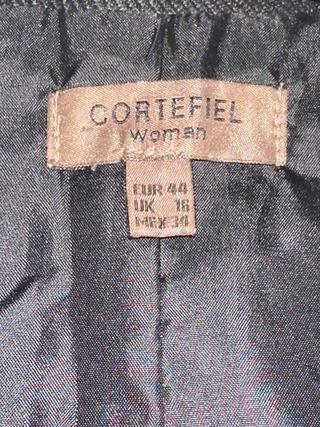 CORTEFIEL
woman
EUR 44
UK 16
MEX 34